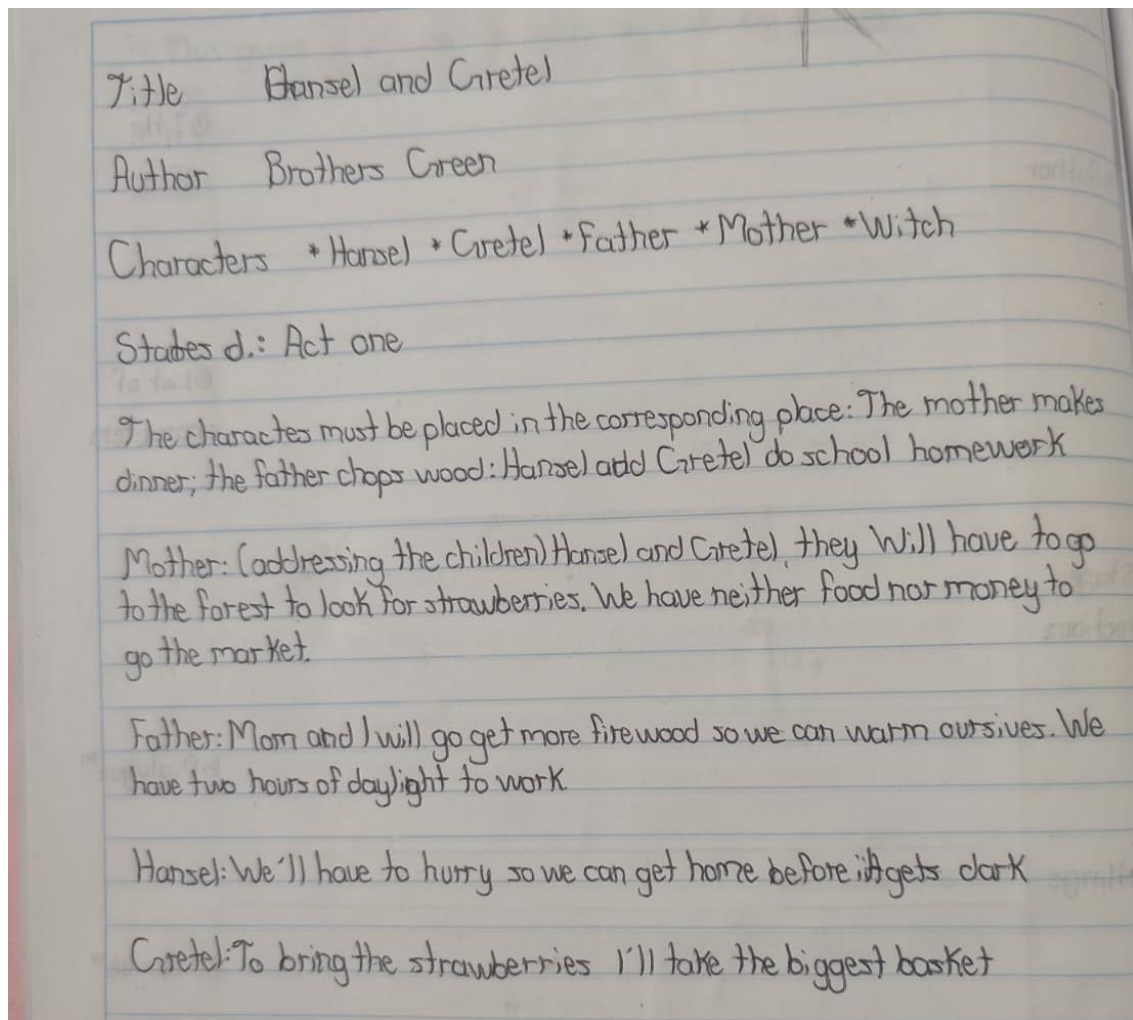 Title Hansel and Gretel
Author Brothers Green
Characters * Hansel * Gretel * Father * Mother * Witch
States d.: Act one
The charactes must be placed in the corresponding place: The mother makes
dinner; the father chops wood: Hansel add Gretel do school homework
Mother: (addressing the children) Hansel and Gretel, they Will have to go
to the forest to look for strawberries. We have neither food nor money to
go the market.
Father: Mom and I will go get more firewood so we can warm oursives. We
have two hours of daylight to work.
Hansel: We'll have to hurry so we can get home before it gets dark
Gretel: To bring the strawberries I'll take the biggest basket